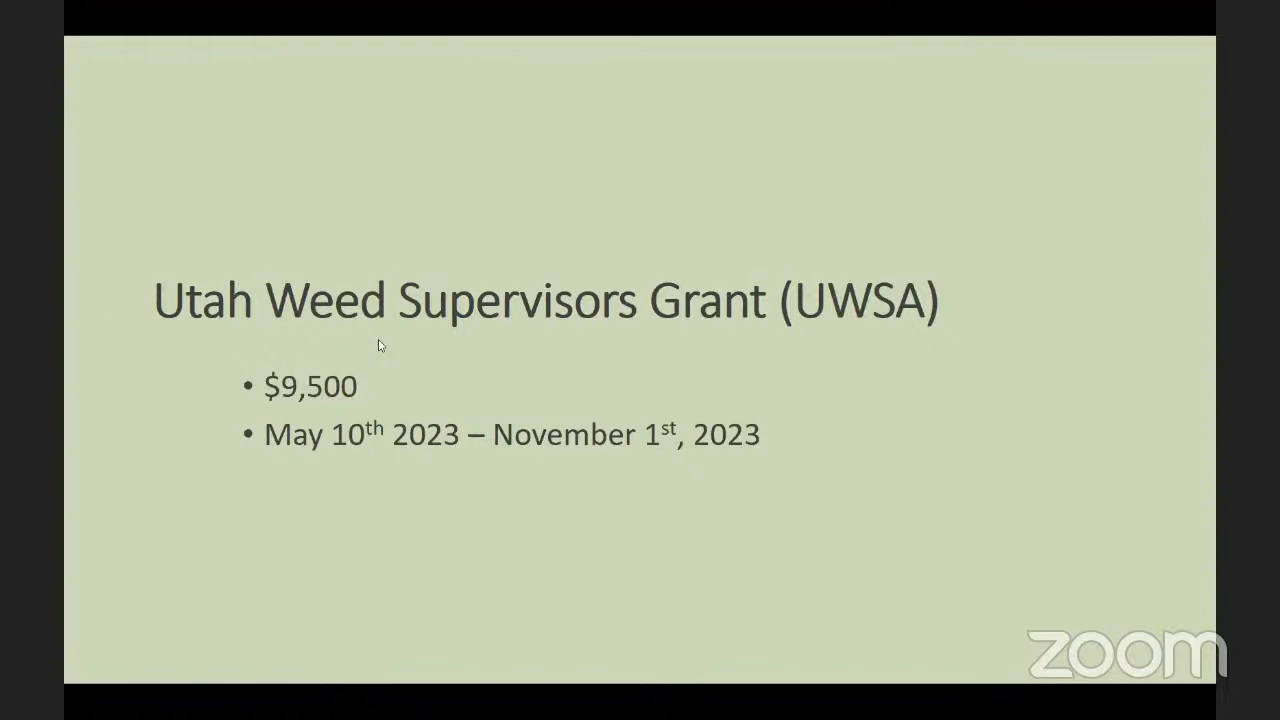 Utah Weed Supervisors Grant (UWSA)
• $9,500
• May 10th 2023 – November 1st, 2023
zoom